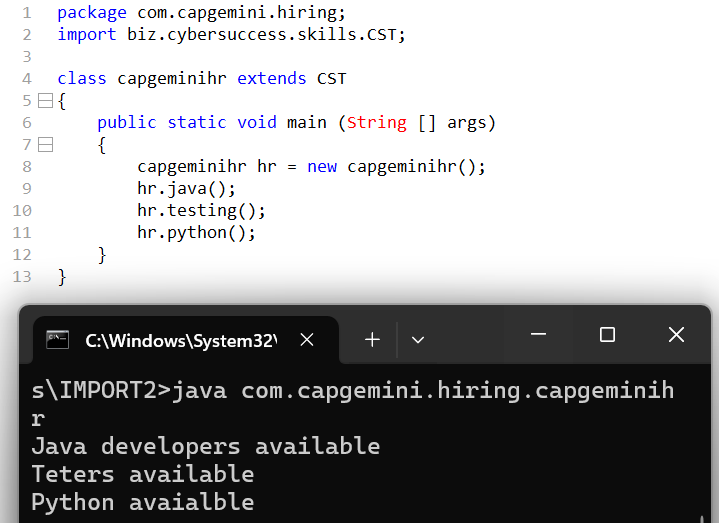 1 package com.capgemini.hiring;
2 import biz.cybersuccess.skills.CST;
3
4 class capgeminihr extends CST
5 {
6 public static void main (String [] args)
7 {
8 capgeminihr hr = new capgeminihr();
9 hr.java();
10 hr.testing();
11 hr.python();
12 }
13 }
C:\Windows\System32\
s\IMPORT2>java com.capgemini.hiring.capgeminih
r
Java developers available
Teters available
Python avaialble